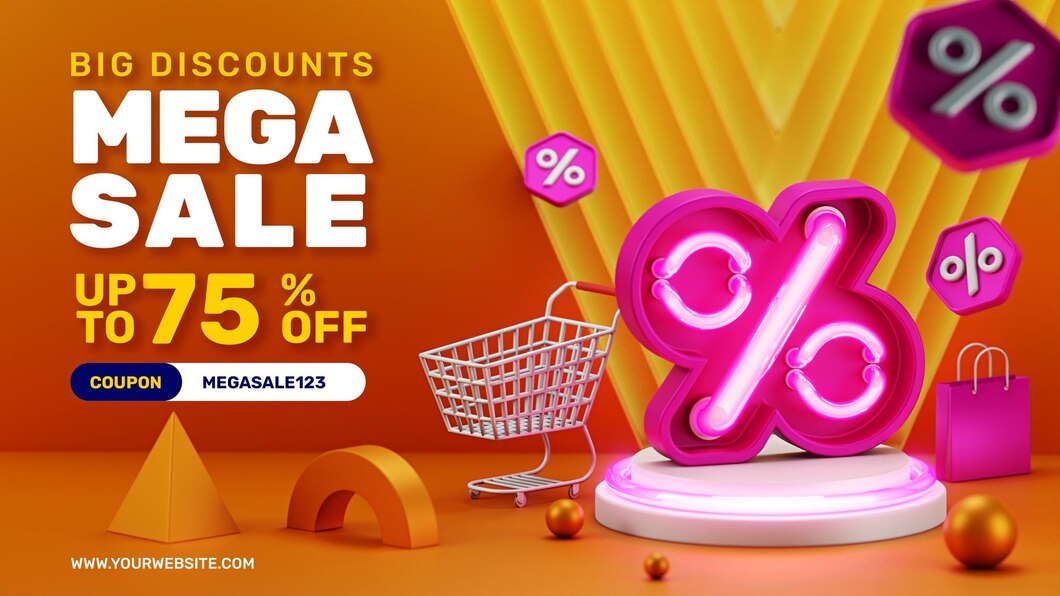 BIG DISCOUNTS
MEGA
SALE
UP TO 75 % OFF
COUPON MEGASALE123
WWW.YOURWEBSITE.COM
%
%
%
%